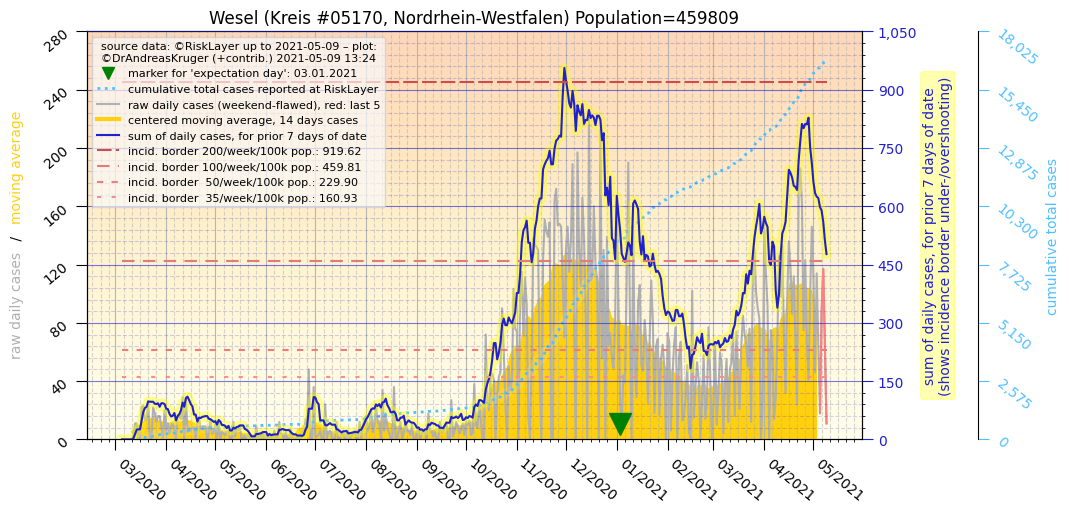 Wesel (Kreis #05170, Nordrhein-Westfalen) Population=459809
source data: ©RiskLayer up to 2021-05-09 – plot:
©DrAndreasKruger (+contrib.) 2021-05-09 13:24
marker for 'expectation day': 03.01.2021
cumulative total cases reported at RiskLayer
raw daily cases (weekend-flawed), red: last 5
centered moving average, 14 days cases
sum of daily cases, for prior 7 days of date
incid. border 200/week/100k pop.: 919.62
incid. border 100/week/100k pop.: 459.81
incid. border 50/week/100k pop.: 229.90
incid. border 35/week/100k pop.: 160.93
raw daily cases / moving average
280
240
200
160
120
80
40
0
03/2020
04/2020
05/2020
06/2020
07/2020
08/2020
09/2020
10/2020
11/2020
12/2020
01/2021
02/2021
03/2021
04/2021
05/2021
1,050
900
750
600
450
300
150
0
sum of daily cases, for prior 7 days of date
(shows incidence border under-/overshooting)
18,025
15,450
12,875
10,300
7,725
5,150
2,575
0
cumulative total cases